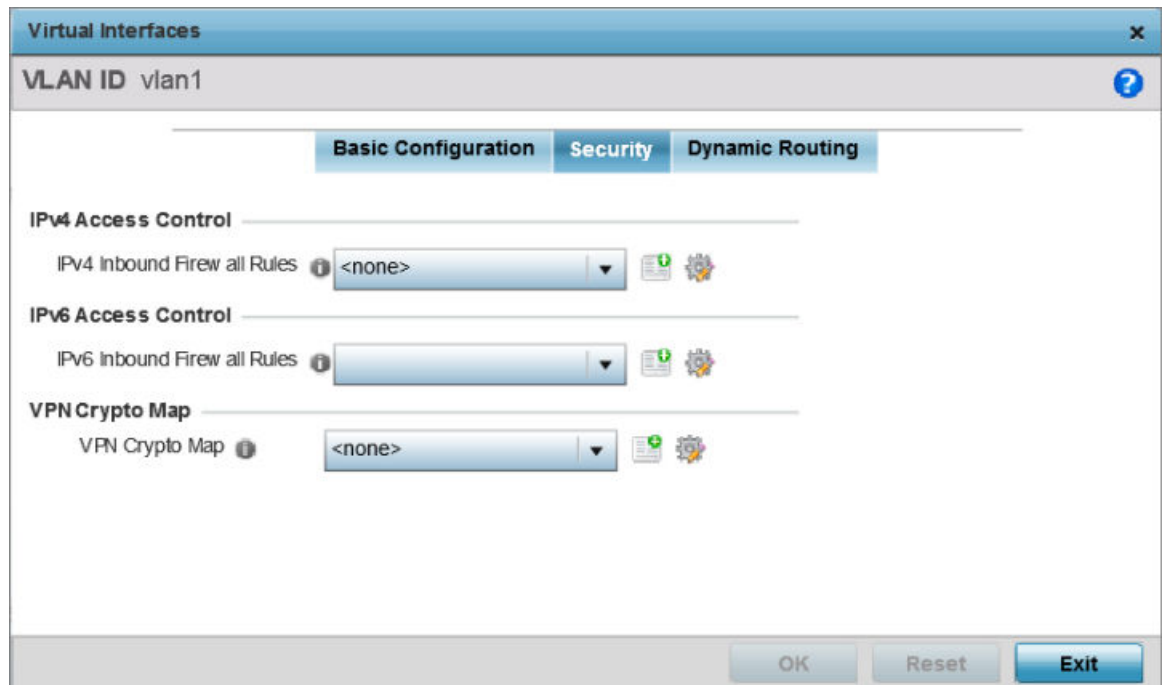 Virtual Interfaces
VLAN ID vlan1
Basic Configuration Security Dynamic Routing
IPv4 Access Control
IPv4 Inbound Firew all Rules <none>
IPv6 Access Control
IPv6 Inbound Firew all Rules
VPN Crypto Map
VPN Crypto Map <none>
OK Reset Exit